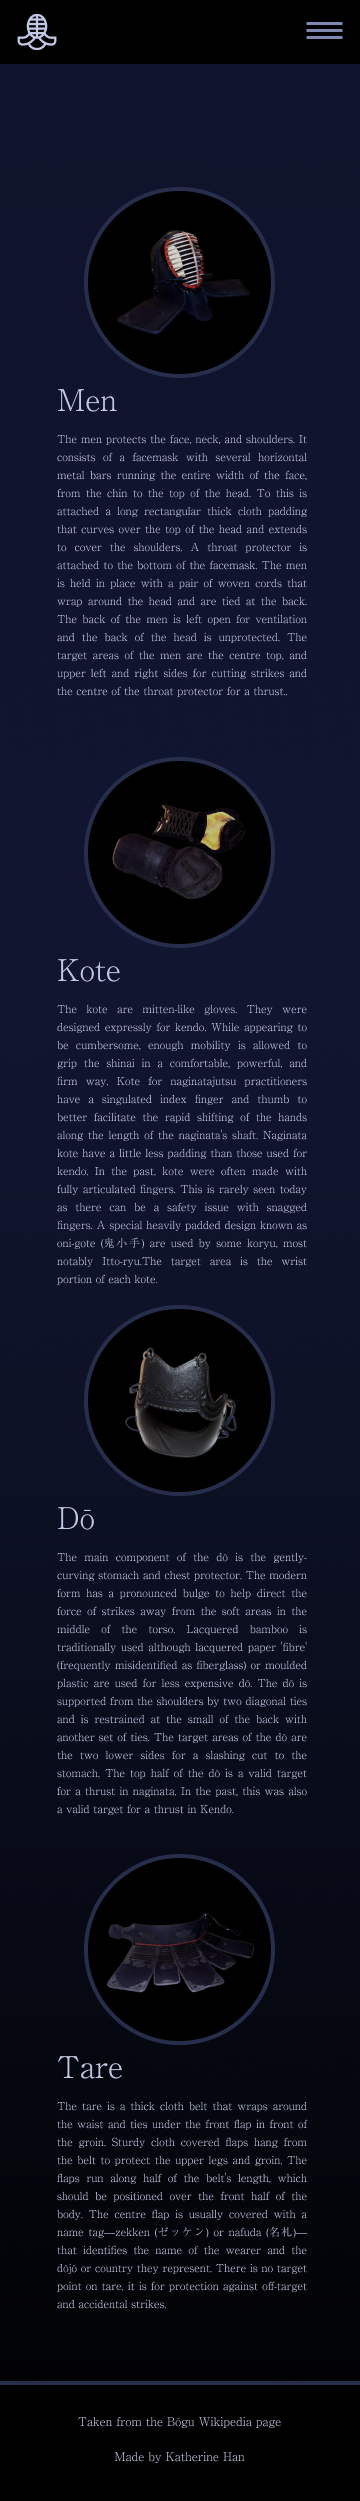 Men
The men protects the face, neck, and shoulders. It
consists of a facemask with several horizontal
metal bars running the entire width of the face,
from the chin to the top of the head. To this is
attached a long rectangular thick cloth padding
that curves over the top of the head and extends
to cover the shoulders. A throat protector is
attached to the bottom of the facemask. The men
is held in place with a pair of woven cords that
wrap around the head and are tied at the back.
The back of the men is left open for ventilation
and the back of the head is unprotected. The
target areas of the men are the centre top, and
upper left and right sides for cutting strikes and
the centre of the throat protector for a thrust..
Kote
The kote are mitten-like gloves. They were
designed expressly for kendo. While appearing to
be cumbersome, enough mobility is allowed to
grip the shinai in a comfortable, powerful, and
firm way. Kote for naginatajutsu practitioners
have a singulated index finger and thumb to
better facilitate the rapid shifting of the hands
along the length of the naginata's shaft. Naginata
kote have a little less padding than those used for
kendo. In the past, kote were often made with
fully articulated fingers. This is rarely seen today
as there can be a safety issue with snagged
fingers. A special heavily padded design known as
oni-gote (鬼小手) are used by some koryu, most
notably Itto-ryu.The target area is the wrist
portion of each kote.
Dō
The main component of the dō is the gently-
curving stomach and chest protector. The modern
form has a pronounced bulge to help direct the
force of strikes away from the soft areas in the
middle of the torso. Lacquered bamboo is
traditionally used although lacquered paper 'fibre'
(frequently misidentified as fiberglass) or moulded
plastic are used for less expensive dō. The dō is
supported from the shoulders by two diagonal ties
and is restrained at the small of the back with
another set of ties. The target areas of the dō are
the two lower sides for a slashing cut to the
stomach. The top half of the dō is a valid target
for a thrust in naginata. In the past, this was also
a valid target for a thrust in Kendo.
Tare
The tare is a thick cloth belt that wraps around
the waist and ties under the front flap in front of
the groin. Sturdy cloth covered flaps hang from
the belt to protect the upper legs and groin. The
flaps run along half of the belt's length, which
should be positioned over the front half of the
body. The centre flap is usually covered with a
name tag—zekken (ゼッケン) or nafuda (名札)—
that identifies the name of the wearer and the
dōjō or country they represent. There is no target
point on tare, it is for protection against off-target
and accidental strikes.
Taken from the Bōgu Wikipedia page
Made by Katherine Han